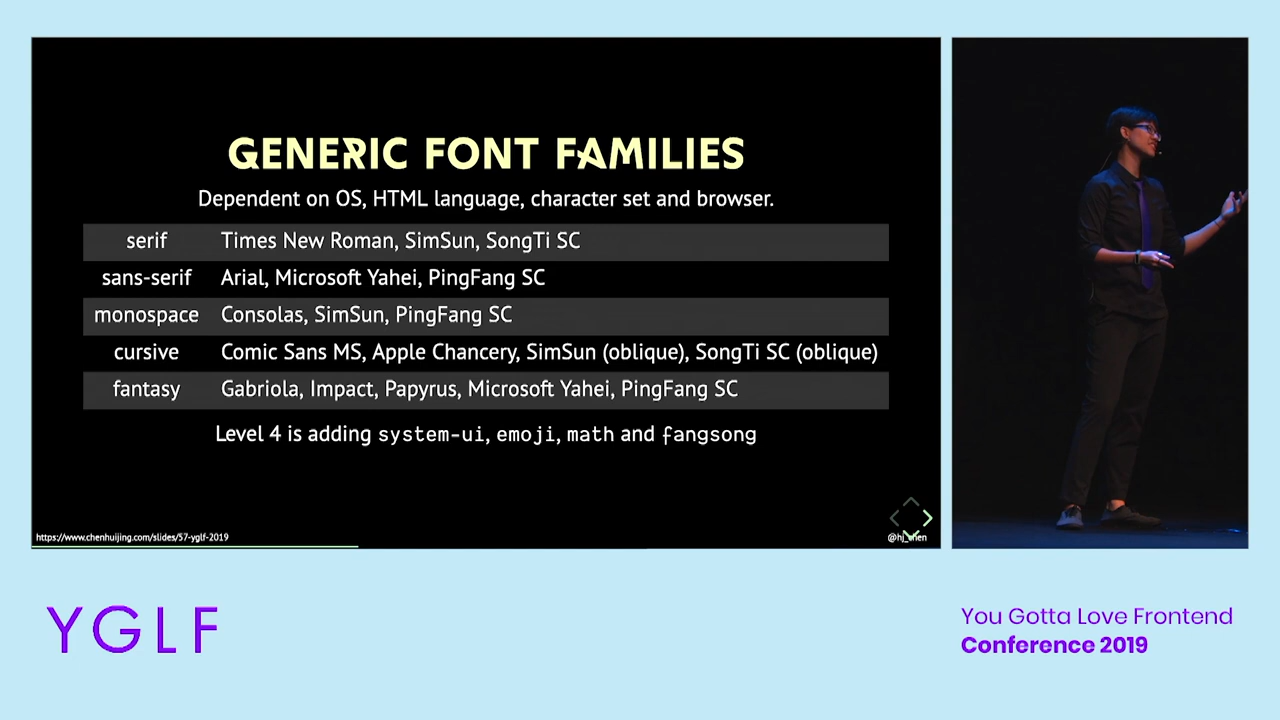 GENERIC FONT FAMILIES
Dependent on OS, HTML language, character set and browser.
serif Times New Roman, SimSun, SongTi SC
sans-serif Arial, Microsoft Yahei, PingFang SC
monospace Consolas, SimSun, PingFang SC
cursive Comic Sans MS, Apple Chancery, SimSun (oblique), SongTi SC (oblique)
fantasy Gabriola, Impact, Papyrus, Microsoft Yahei, PingFang SC
Level 4 is adding system-ui, emoji, math and fangsong
https://www.chenhuijing.com/slides/57-yglf-2019
@hj_chen
YGLF
You Gotta Love Frontend
Conference 2019